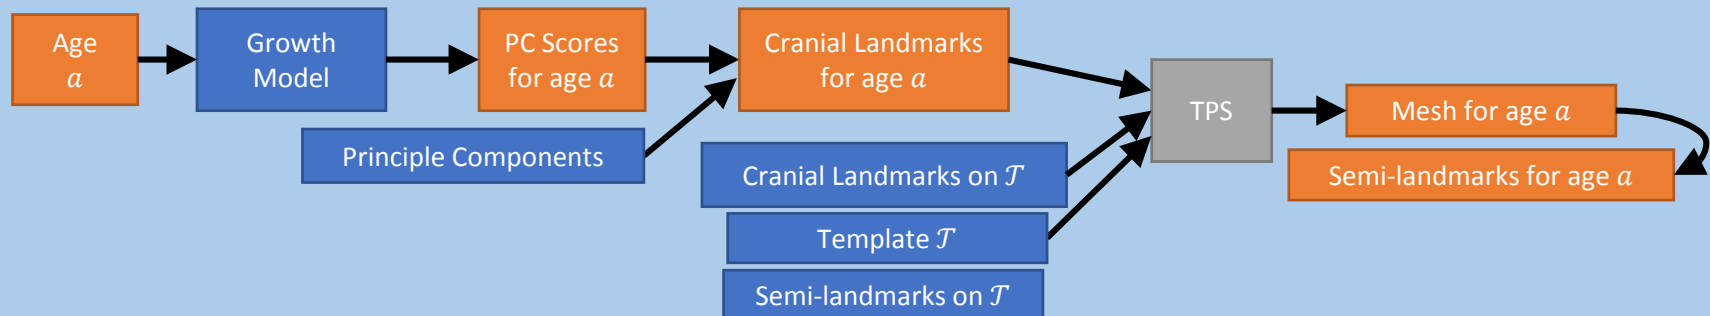 Age
𝑎
Growth
Model
PC Scores
for age 𝑎
Cranial Landmarks
for age 𝑎
TPS
Mesh for age 𝑎
Principle Components
Cranial Landmarks on 𝒯
Semi-landmarks for age 𝑎
Template 𝒯
Semi-landmarks on 𝒯